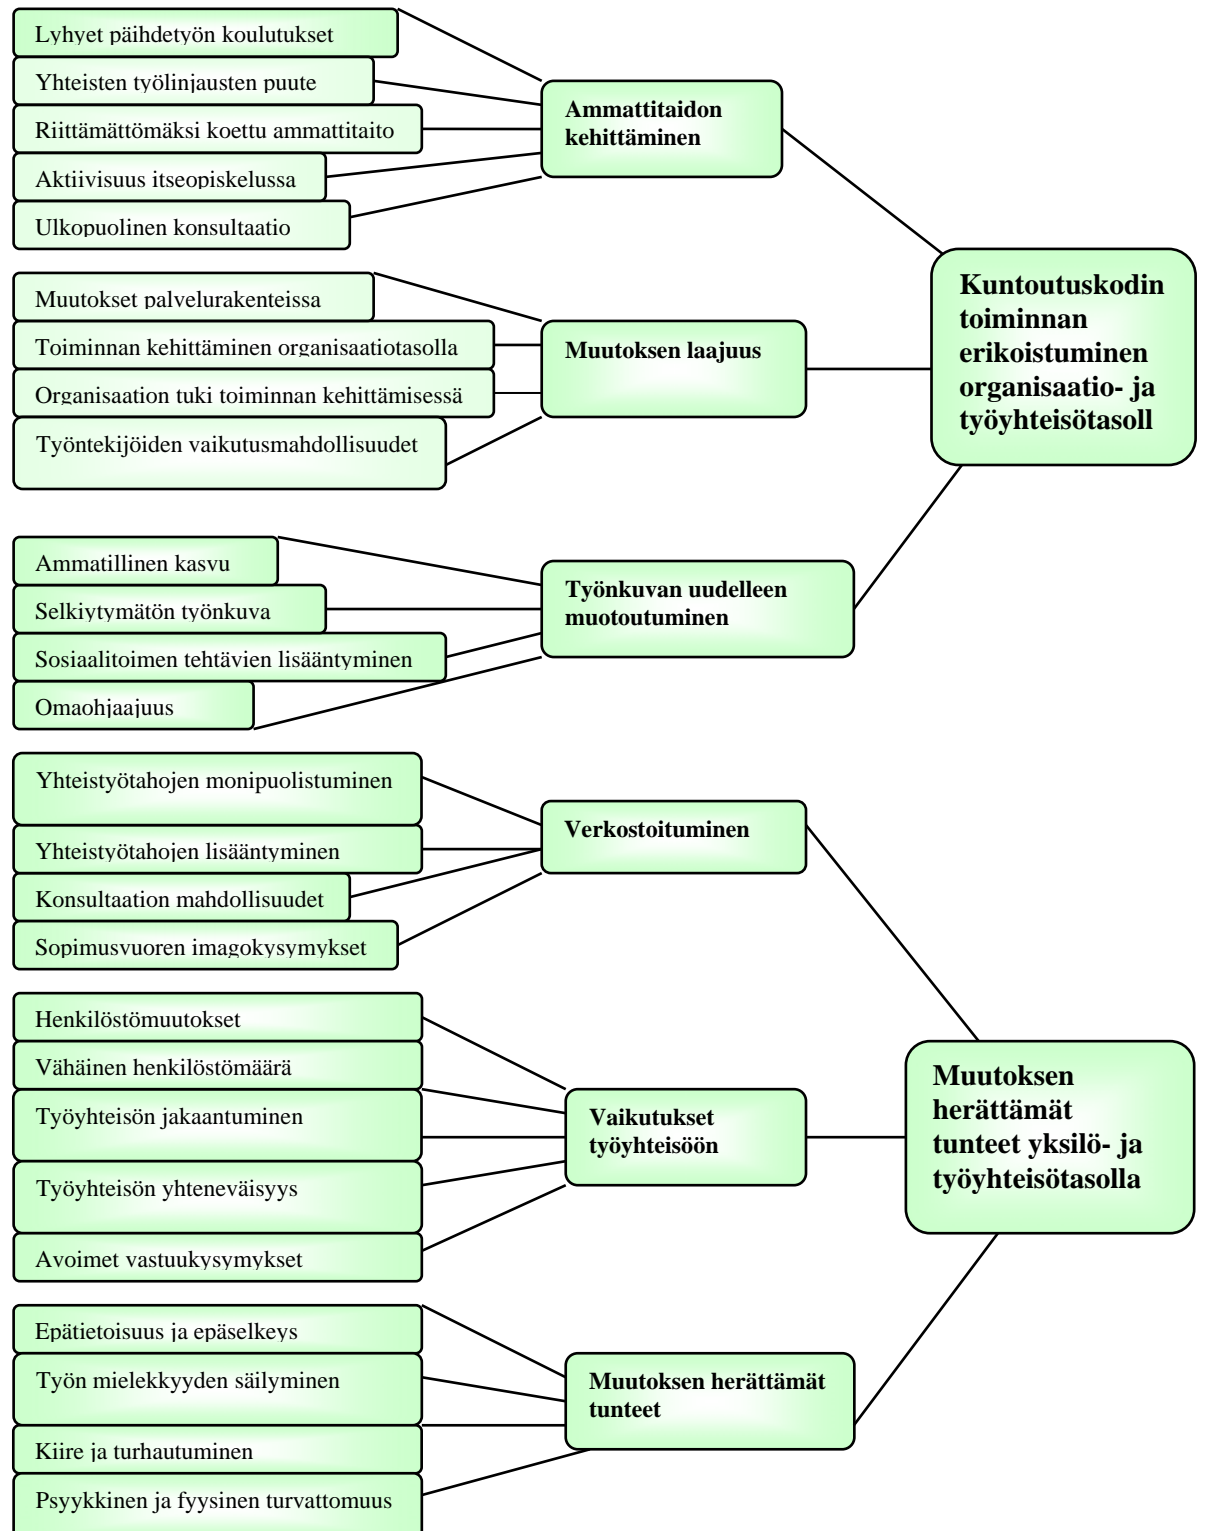 Lyhyet päihdetyön koulutukset
Yhteisten työlinjausten puute
Riittämättömäksi koettu ammattitaito
Aktiivisuus itseopiskelussa
Ulkopuolinen konsultaatio
Ammattitaidon
kehittäminen
Muutokset palvelurakenteissa
Toiminnan kehittäminen organisaatiotasolla
Organisaation tuki toiminnan kehittämisessä
Työntekijöiden vaikutusmahdollisuudet
Muutoksen laajuus
Kuntoutuskodin
toiminnan
erikoistuminen
organisaatio- ja
työyhteisötasoll
Ammatillinen kasvu
Selkiytymätön työnkuva
Sosiaalitoimen tehtävien lisääntyminen
Omaohjaajuus
Työnkuvan uudelleen
muotoutuminen
Yhteistyötahojen monipuolistuminen
Yhteistyötahojen lisääntyminen
Konsultaation mahdollisuudet
Sopimusvuoren imagokysymykset
Verkostoituminen
Henkilöstömuutokset
Vähäinen henkilöstömäärä
Työyhteisön jakaantuminen
Työyhteisön yhteneväisyys
Avoimet vastuukysymykset
Vaikutukset
työyhteisöön
Muutoksen
herättämät
tunteet yksilö- ja
työyhteisötasolla
Epätietoisuus ja epäselkeys
Työn mielekkyyden säilyminen
Kiire ja turhautuminen
Psyykkinen ja fyysinen turvattomuus
Muutoksen herättämät
tunteet